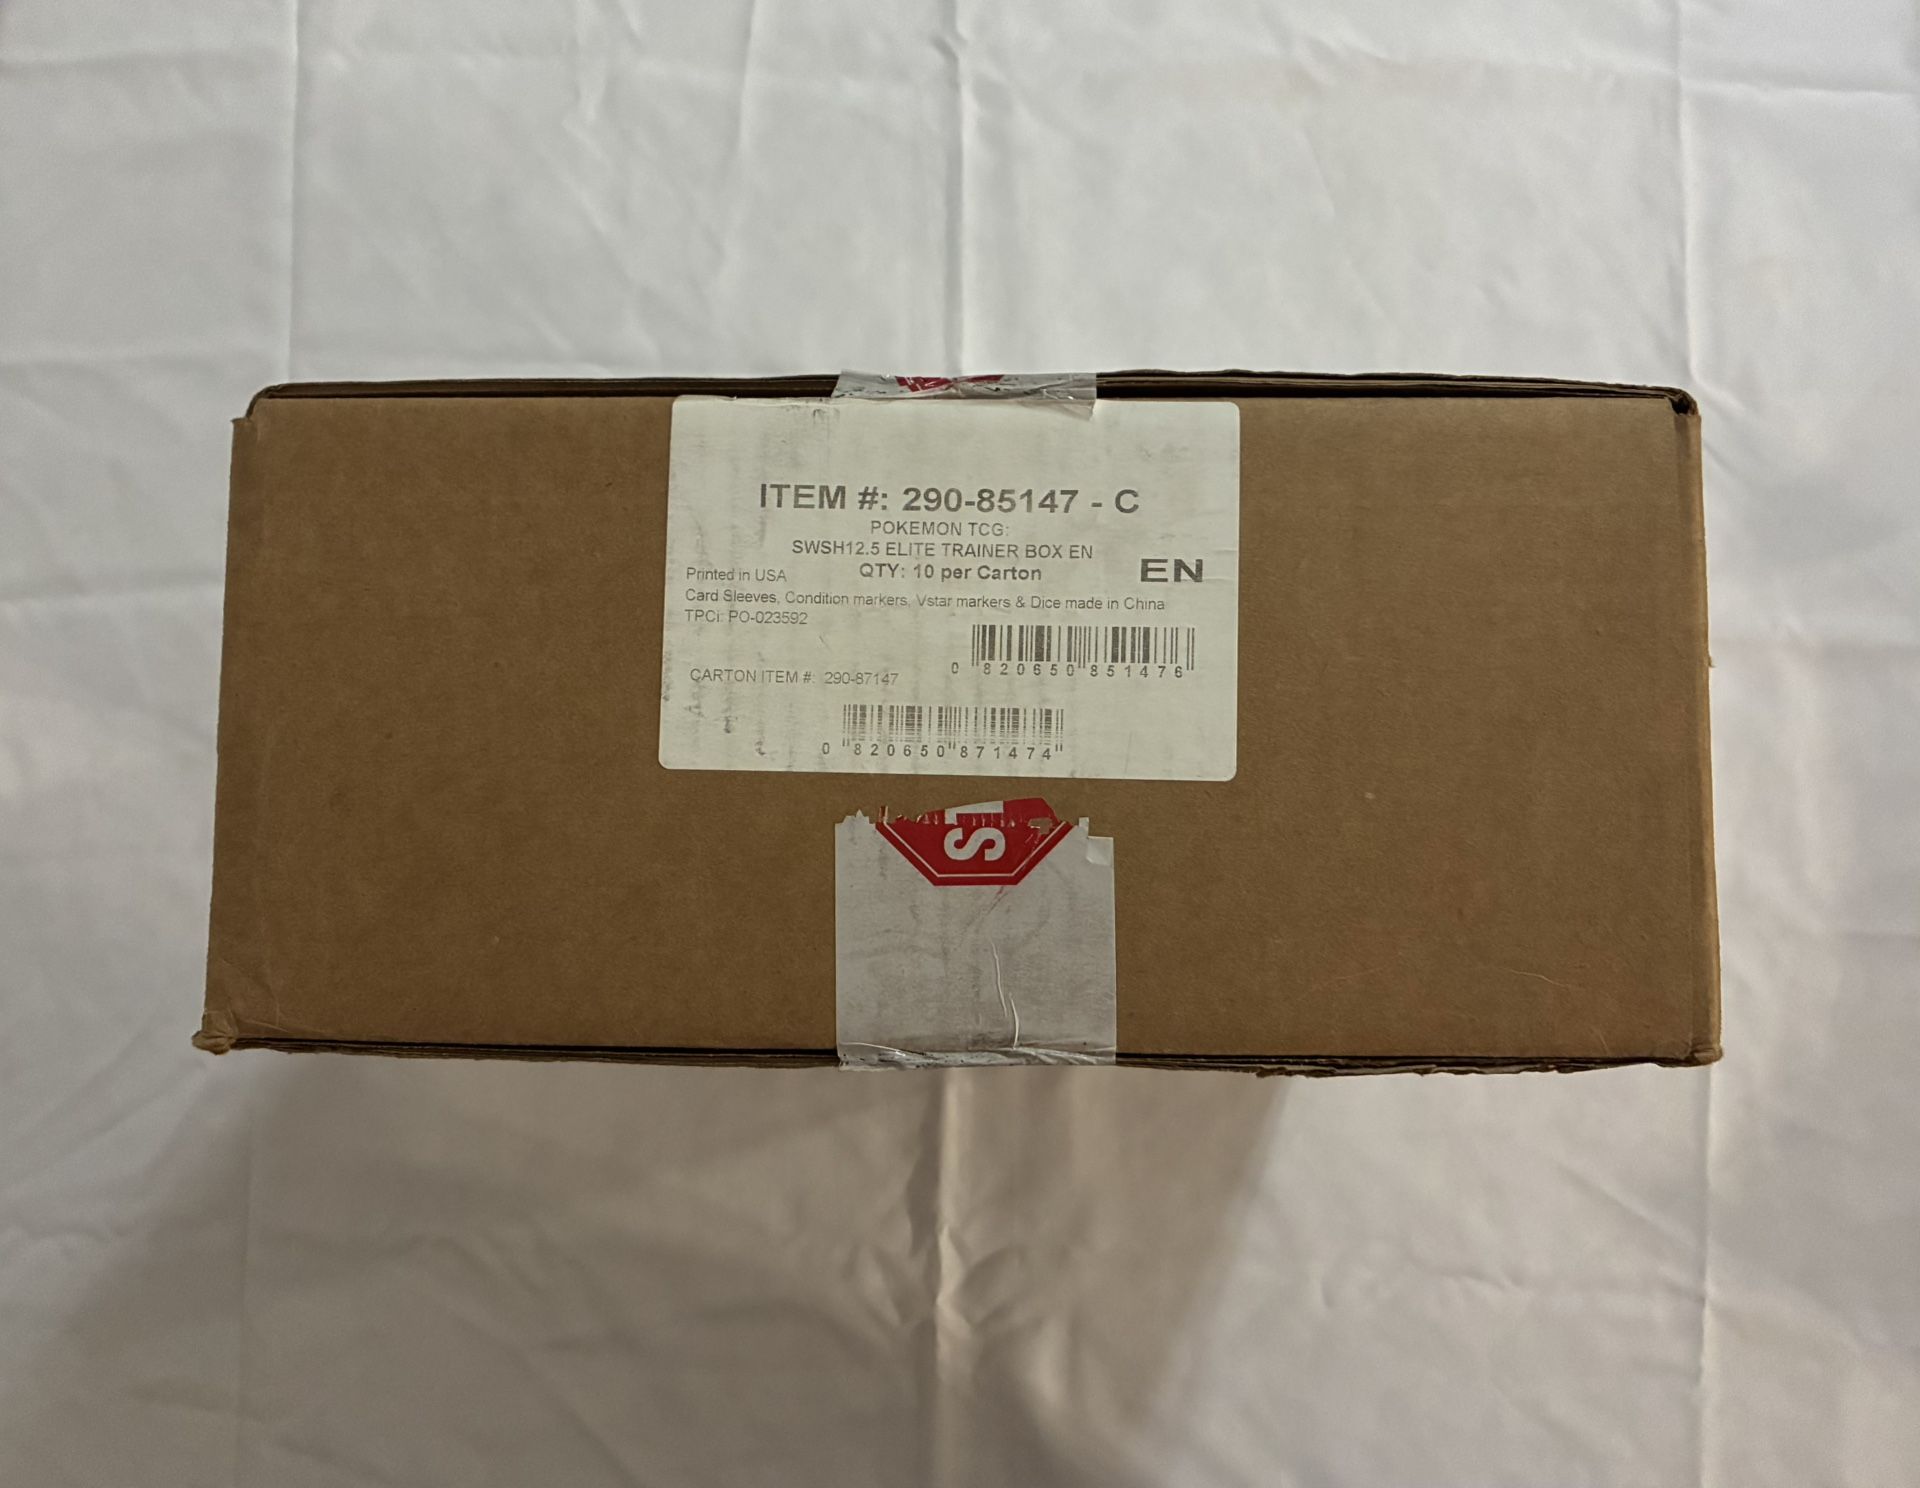 ITEM #: 290-85147 - C
POKEMON TCG:
SWSH12.5 ELITE TRAINER BOX EN
QTY: 10 per Carton
EN
Printed in USA
Card Sleeves, Condition markers, Vstar markers & Dice made in China
TPCi: PO-023592
0 820650 851476
CARTON ITEM #: 290-87147
0 820650 871474
S